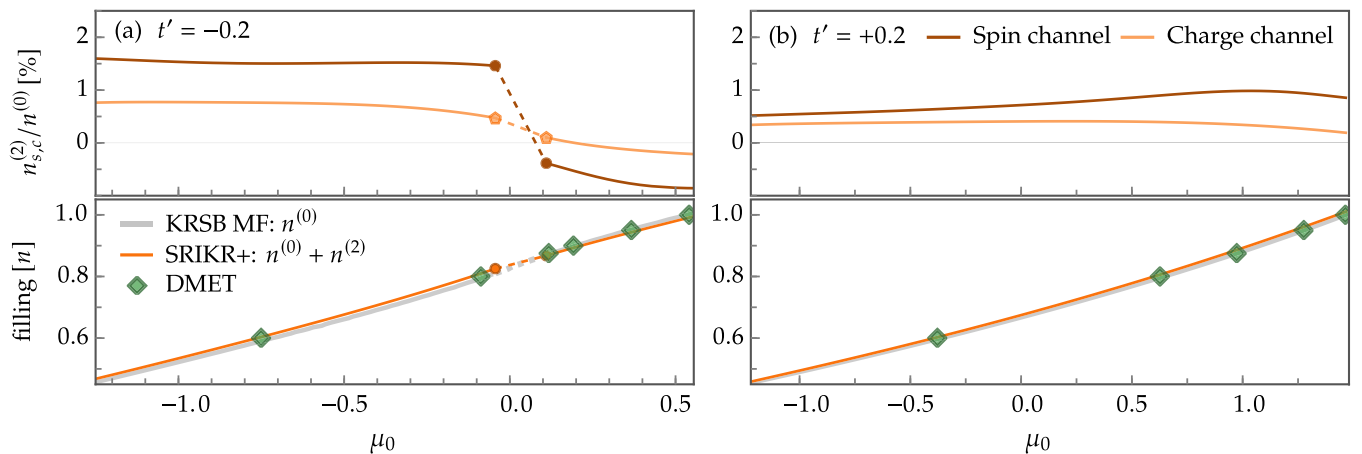 (a) t′ = −0.2
(b) t′ = +0.2
Spin channel
Charge channel
n_{s,c}^{(2)}/n^{(0)} [%]
2
1
0
2
1
0
KRSB MF: n^{(0)}
SRIKR+: n^{(0)} + n^{(2)}
DMET
filling [n]
1.0
0.8
0.6
1.0
0.8
0.6
−1.0 −0.5 0.0 0.5
−1.0 −0.5 0.0 0.5 1.0
μ₀
μ₀